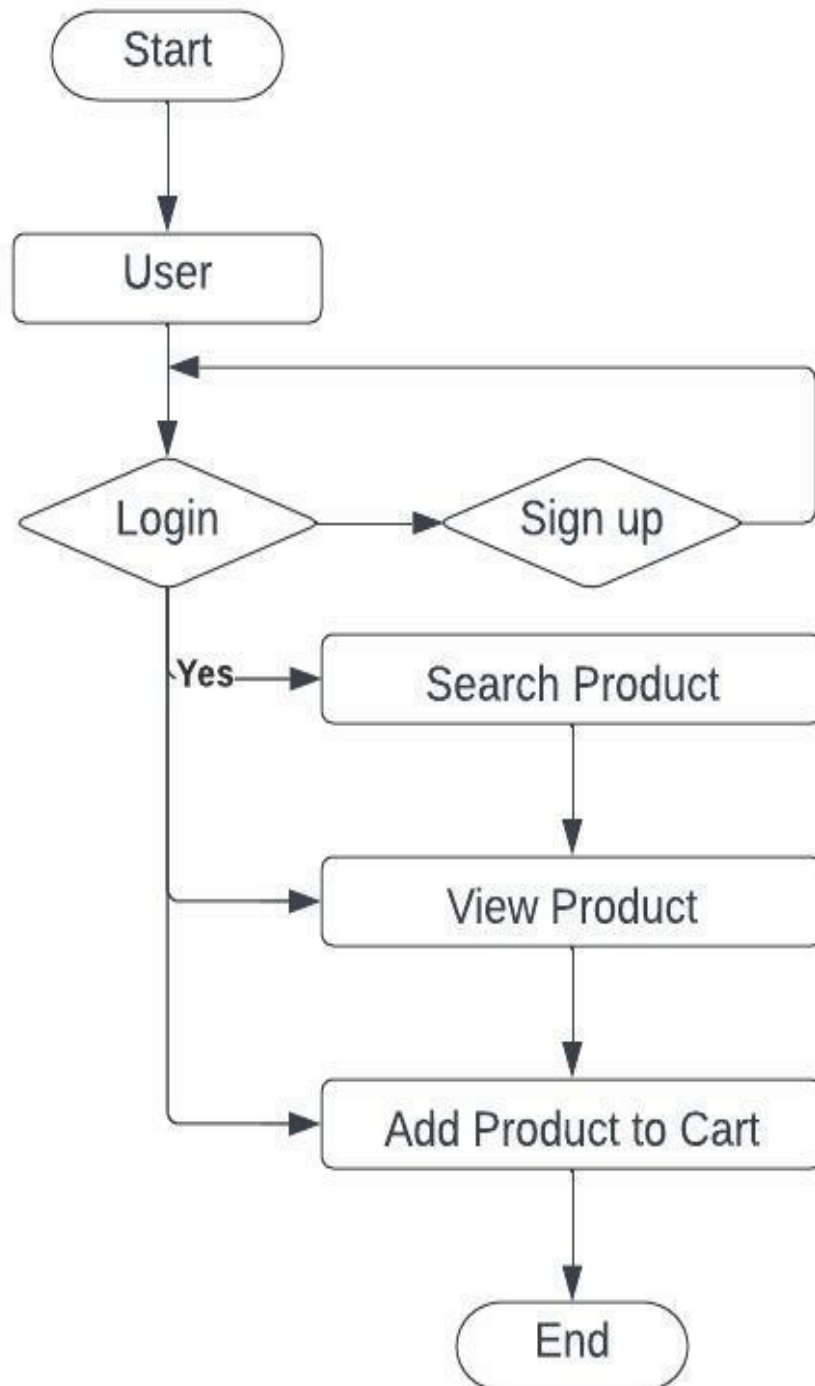 Start
User
Login
Sign up
Yes
Search Product
View Product
Add Product to Cart
End